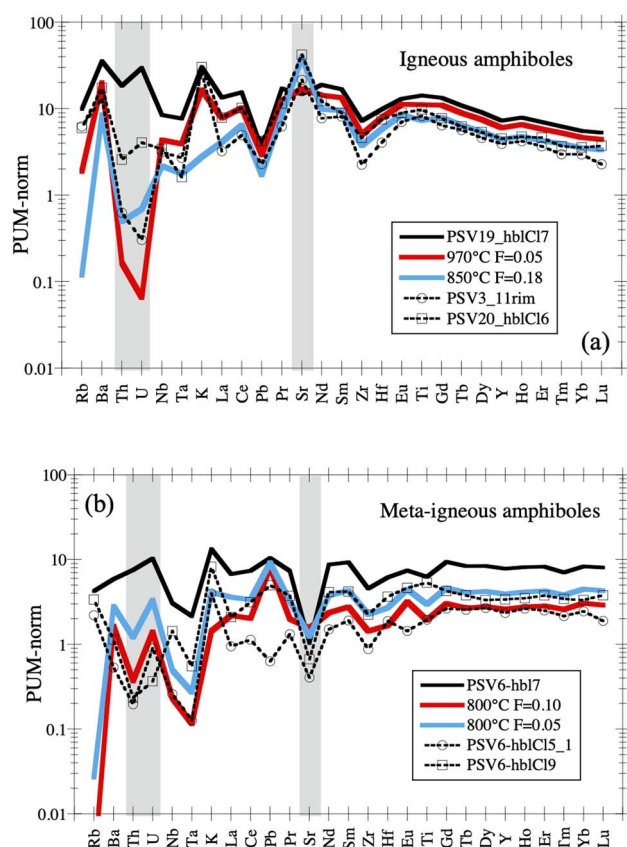 100
10
1
0.1
0.01
PUM-norm
Igneous amphiboles
PSV19_hblCl7
970°C F=0.05
850°C F=0.18
PSV3_11rim
PSV20_hblCl6
(a)
Rb Ba Th U Nb Ta K La Ce Pb Pr Sr Nd Sm Zr Hf Eu Ti Gd Tb Dy Y Ho Er Tm Yb Lu
100
10
1
0.1
0.01
PUM-norm
(b)
Meta-igneous amphiboles
PSV6-hbl7
800°C F=0.10
800°C F=0.05
PSV6-hblCl5_1
PSV6-hblCl9
Rb Ba Th U Nb Ta K La Ce Pb Pr Sr Nd Sm Zr Hf Eu Ti Gd Tb Dy Y Ho Er Tm Yb Lu